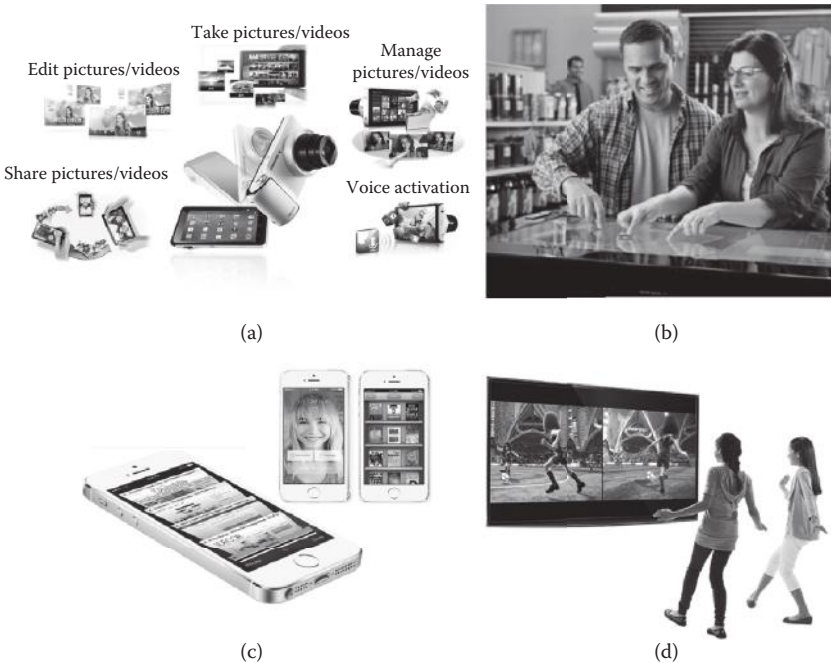 Take pictures/videos
Edit pictures/videos
Manage
pictures/videos
Share pictures/videos
Voice activation
(a)
(b)
(c)
(d)